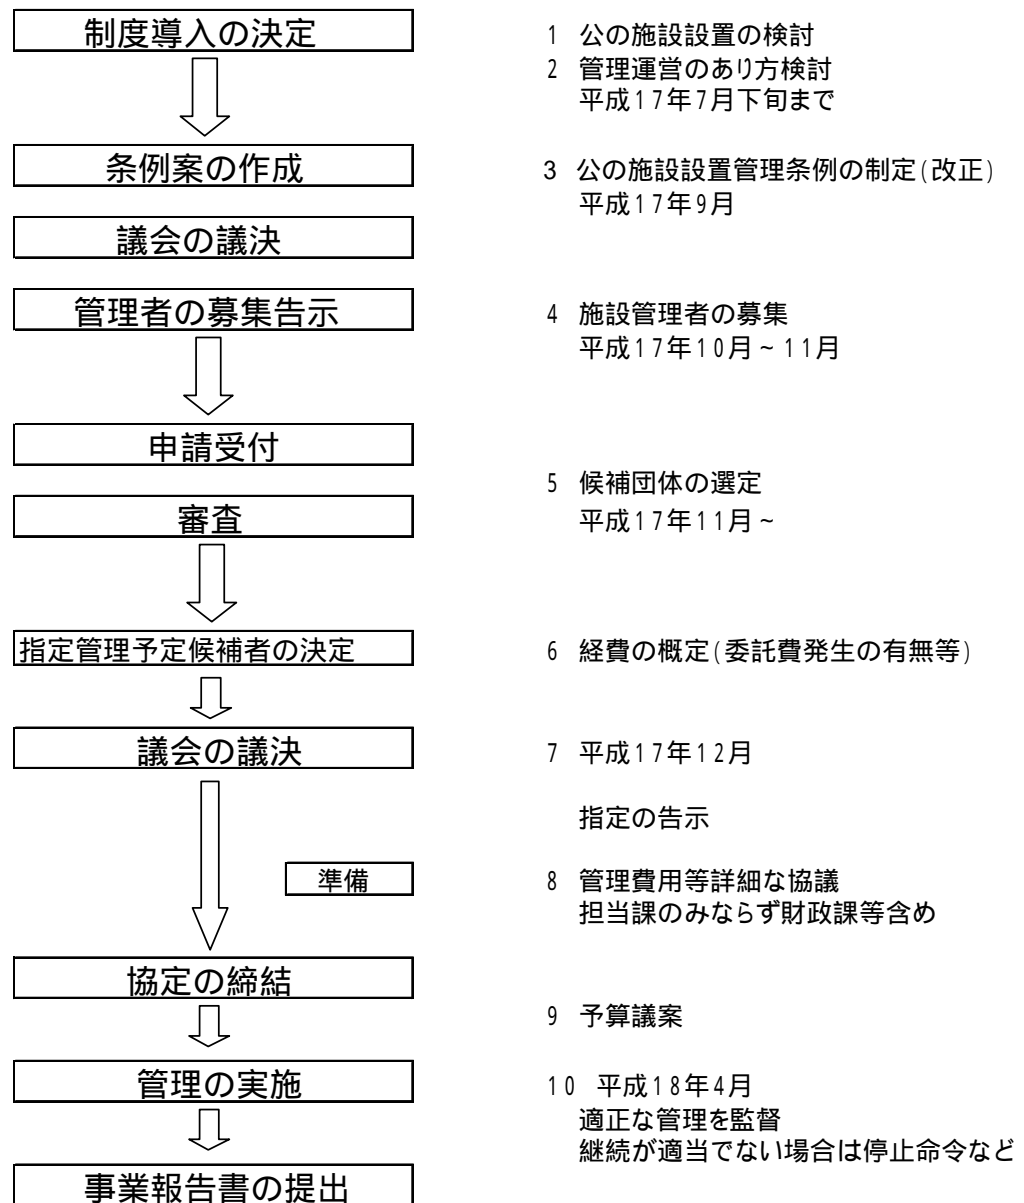 制度導入の決定
1 公の施設設置の検討
2 管理運営のあり方検討
平成17年7月下旬まで
条例案の作成
3 公の施設設置管理条例の制定(改正)
平成17年9月
議会の議決
管理者の募集告示
4 施設管理者の募集
平成17年10月~11月
申請受付
5 候補団体の選定
平成17年11月~
審査
指定管理予定候補者の決定
6 経費の概定(委託費発生の有無等)
議会の議決
7 平成17年12月
指定の告示
準備
8 管理費用等詳細な協議
担当課のみならず財政課等含め
協定の締結
9 予算議案
管理の実施
10 平成18年4月
適正な管理を監督
継続が適当でない場合は停止命令など
事業報告書の提出